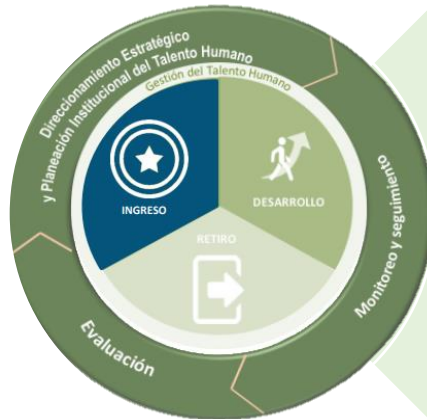 Direccionamiento Estratégico
y Planeación Institucional del Talento Humano
Gestión del Talento Humano
INGRESO
DESARROLLO
RETIRO
Monitoreo y seguimiento
Evaluación